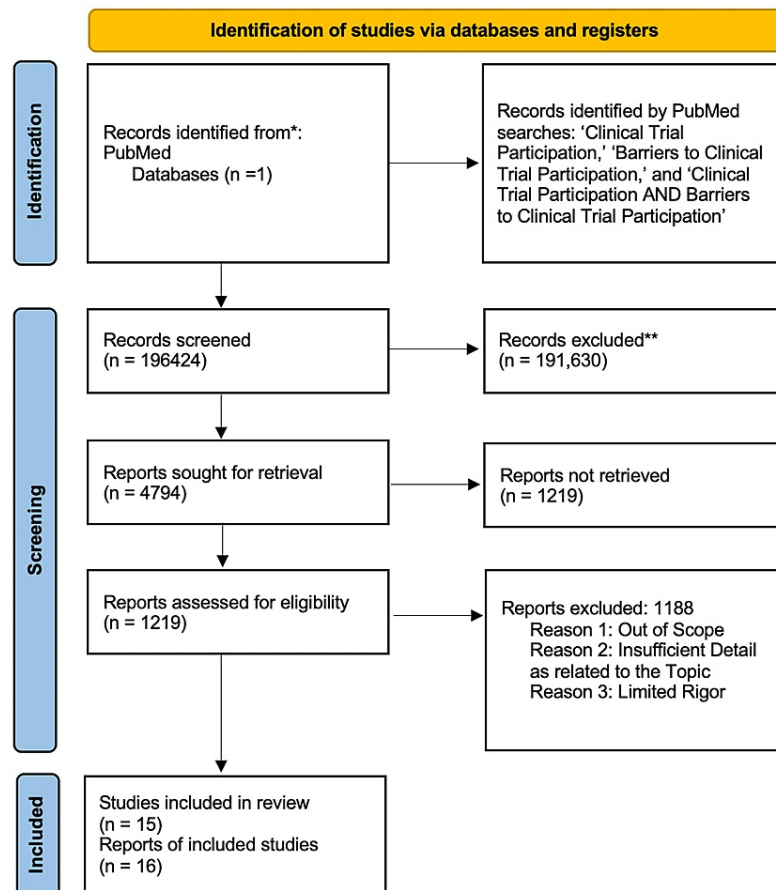 Identification of studies via databases and registers
Identification
Records identified from*:
PubMed
Databases (n =1)
Records identified by PubMed
searches: ‘Clinical Trial
Participation,’ ‘Barriers to Clinical
Trial Participation,’ and ‘Clinical
Trial Participation AND Barriers
to Clinical Trial Participation’
Screening
Records screened
(n = 196424)
Records excluded**
(n = 191,630)
Reports sought for retrieval
(n = 4794)
Reports not retrieved
(n = 1219)
Reports assessed for eligibility
(n = 1219)
Reports excluded: 1188
Reason 1: Out of Scope
Reason 2: Insufficient Detail
as related to the Topic
Reason 3: Limited Rigor
Included
Studies included in review
(n = 15)
Reports of included studies
(n = 16)